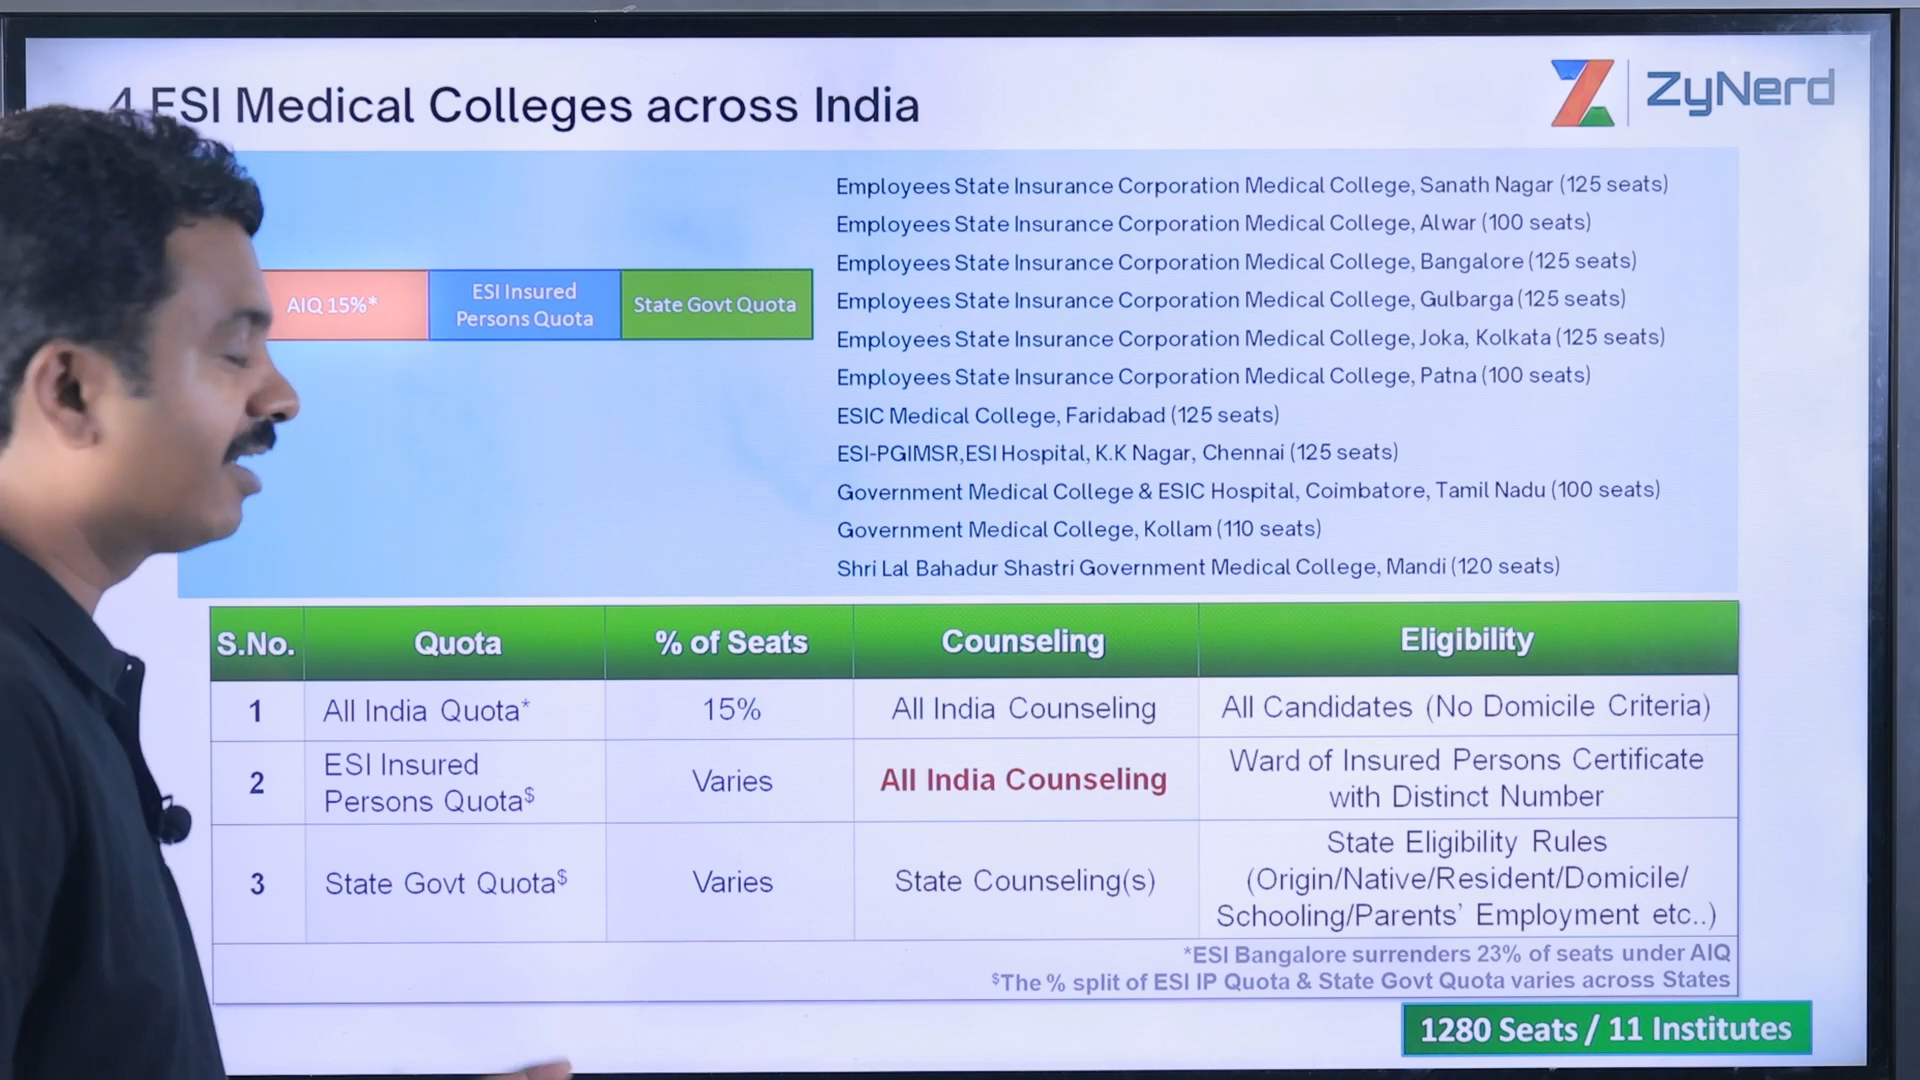 4 ESI Medical Colleges across India
ZyNerd
AIQ 15%*
ESI Insured
Persons Quota
State Govt Quota
Employees State Insurance Corporation Medical College, Sanath Nagar (125 seats)
Employees State Insurance Corporation Medical College, Alwar (100 seats)
Employees State Insurance Corporation Medical College, Bangalore (125 seats)
Employees State Insurance Corporation Medical College, Gulbarga (125 seats)
Employees State Insurance Corporation Medical College, Joka, Kolkata (125 seats)
Employees State Insurance Corporation Medical College, Patna (100 seats)
ESIC Medical College, Faridabad (125 seats)
ESI-PGIMSR,ESI Hospital, K.K Nagar, Chennai (125 seats)
Government Medical College & ESIC Hospital, Coimbatore, Tamil Nadu (100 seats)
Government Medical College, Kollam (110 seats)
Shri Lal Bahadur Shastri Government Medical College, Mandi (120 seats)
S.No. Quota % of Seats Counseling Eligibility
1 All India Quota* 15% All India Counseling All Candidates (No Domicile Criteria)
2 ESI Insured Persons Quota$ Varies All India Counseling Ward of Insured Persons Certificate
with Distinct Number
3 State Govt Quota$ Varies State Counseling(s) State Eligibility Rules
(Origin/Native/Resident/Domicile/
Schooling/Parents' Employment etc..)
*ESI Bangalore surrenders 23% of seats under AIQ
$The % split of ESI IP Quota & State Govt Quota varies across States
1280 Seats / 11 Institutes